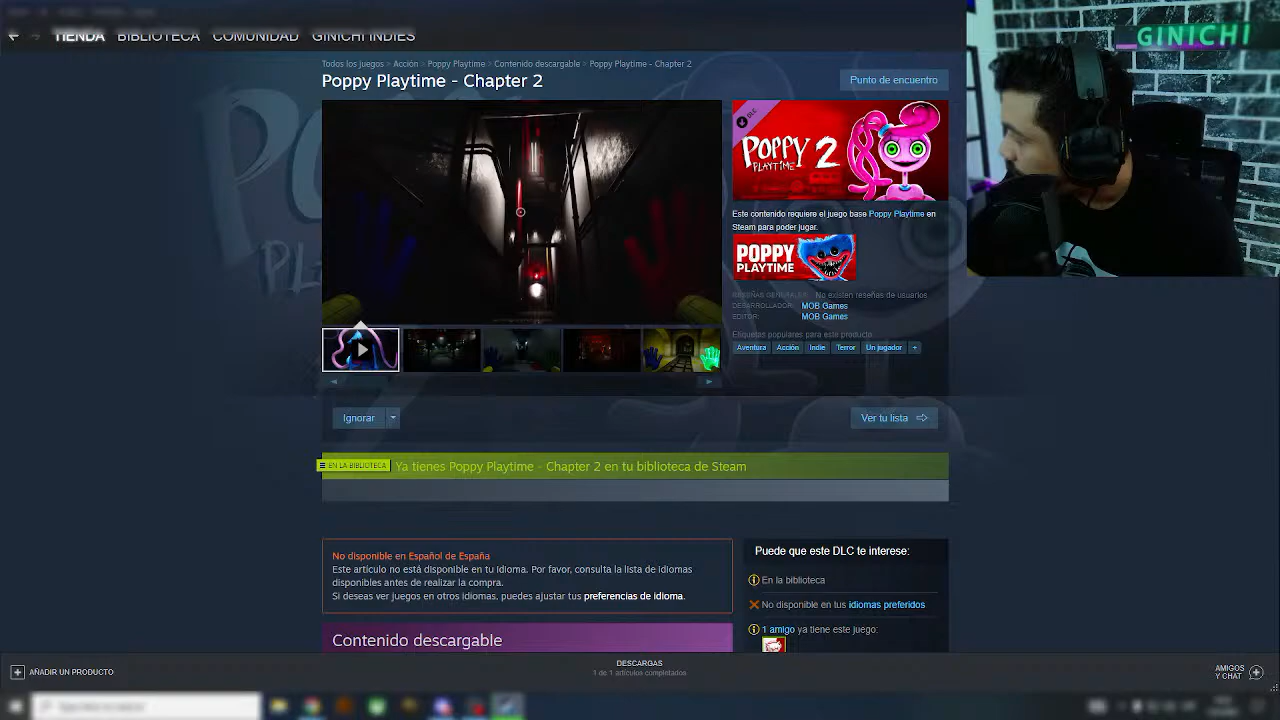 TIENDA BIBLIOTECA COMUNIDAD GINICHI INDIES
GINICHI
Todos los juegos > Acción > Poppy Playtime > Contenido descargable > Poppy Playtime - Chapter 2
Poppy Playtime - Chapter 2
Punto de encuentro
DLC
POPPY PLAYTIME 2
Este contenido requiere el juego base Poppy Playtime en
Steam para poder jugar.
POPPY
PLAYTIME
RESEÑAS GENERALES: No existen reseñas de usuarios
DESARROLLADOR: MOB Games
EDITOR: MOB Games
Etiquetas populares para este producto:
Aventura Acción Indie Terror Un jugador +
Ignorar
Ver tu lista
EN LA BIBLIOTECA
Ya tienes Poppy Playtime - Chapter 2 en tu biblioteca de Steam
No disponible en Español de España
Este artículo no está disponible en tu idioma. Por favor, consulta la lista de idiomas
disponibles antes de realizar la compra.
Si deseas ver juegos en otros idiomas, puedes ajustar tus preferencias de idioma.
Puede que este DLC te interese:
En la biblioteca
No disponible en tus idiomas preferidos
1 amigo ya tiene este juego:
Contenido descargable
AÑADIR UN PRODUCTO
DESCARGAS
1 de 1 artículos completados
AMIGOS
Y CHAT